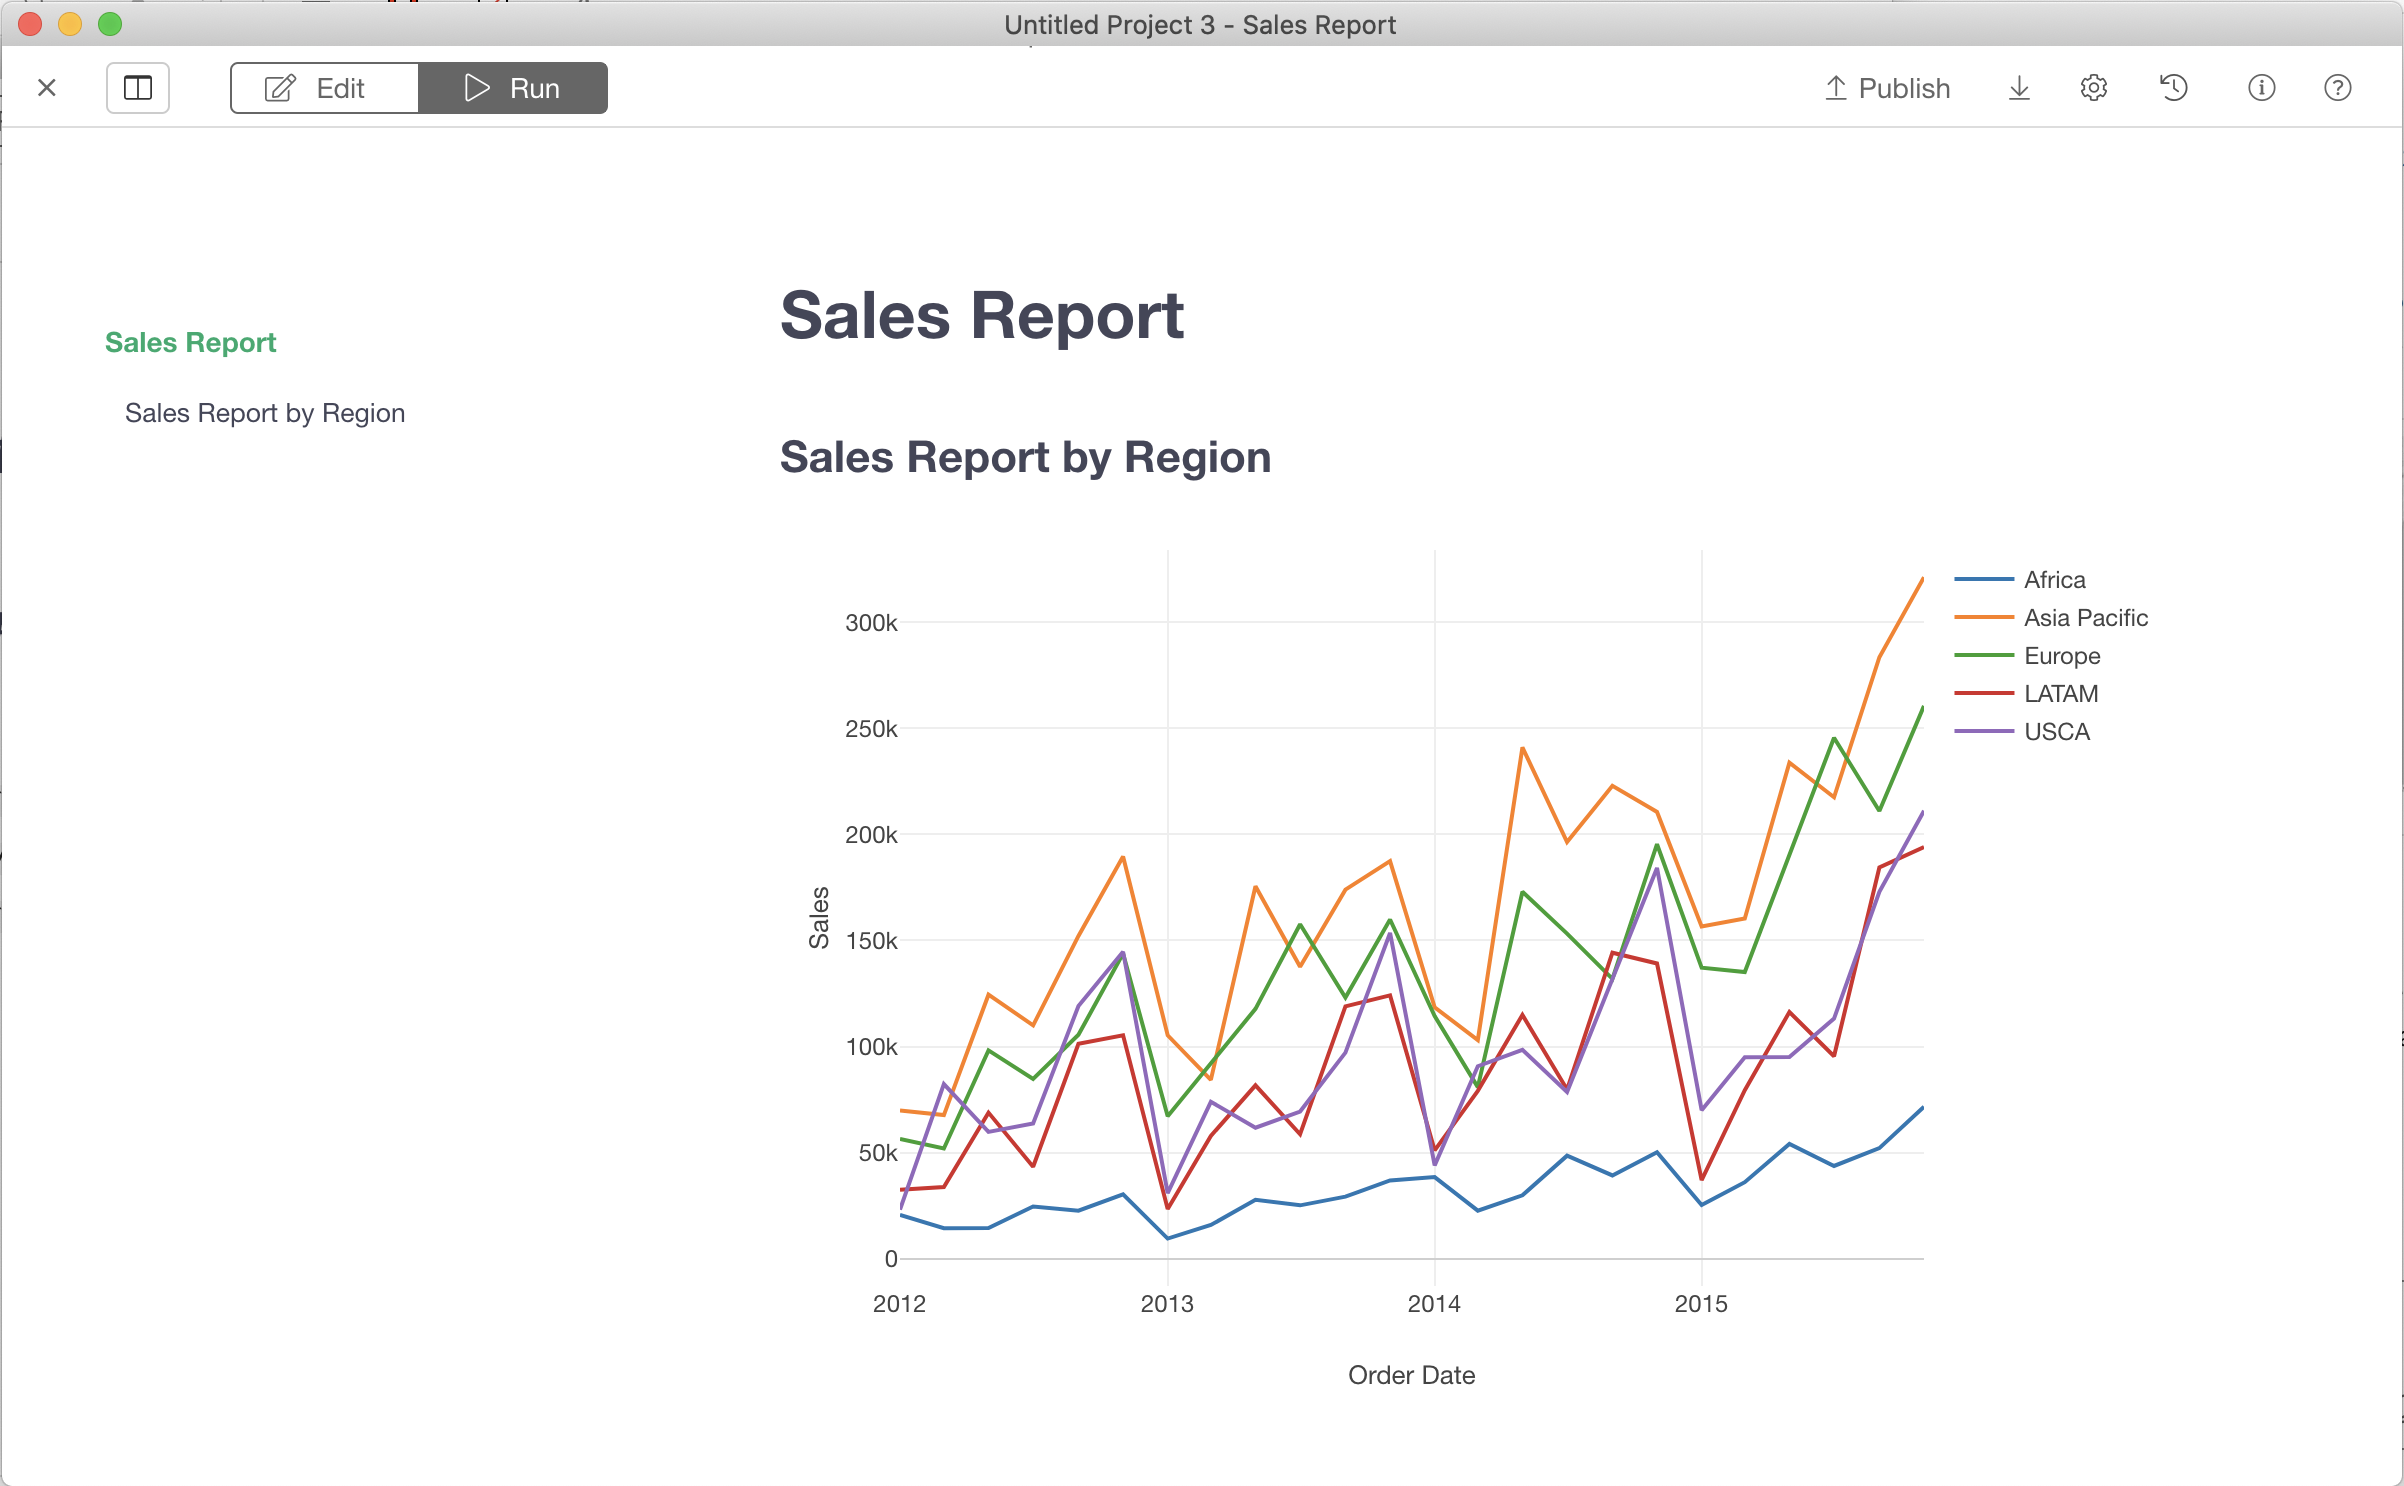 Untitled Project 3 - Sales Report
Edit
Run
Publish
Sales Report
Sales Report by Region
Sales Report
Sales Report by Region
Africa
Asia Pacific
Europe
LATAM
USCA
300k
250k
200k
150k
100k
50k
0
Sales
2012 2013 2014 2015
Order Date